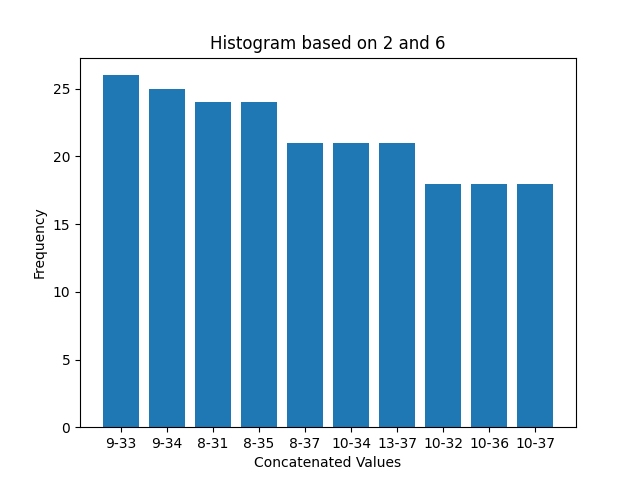 Histogram based on 2 and 6
Frequency
25
20
15
10
5
0
9-33 9-34 8-31 8-35 8-37 10-34 13-37 10-32 10-36 10-37
Concatenated Values